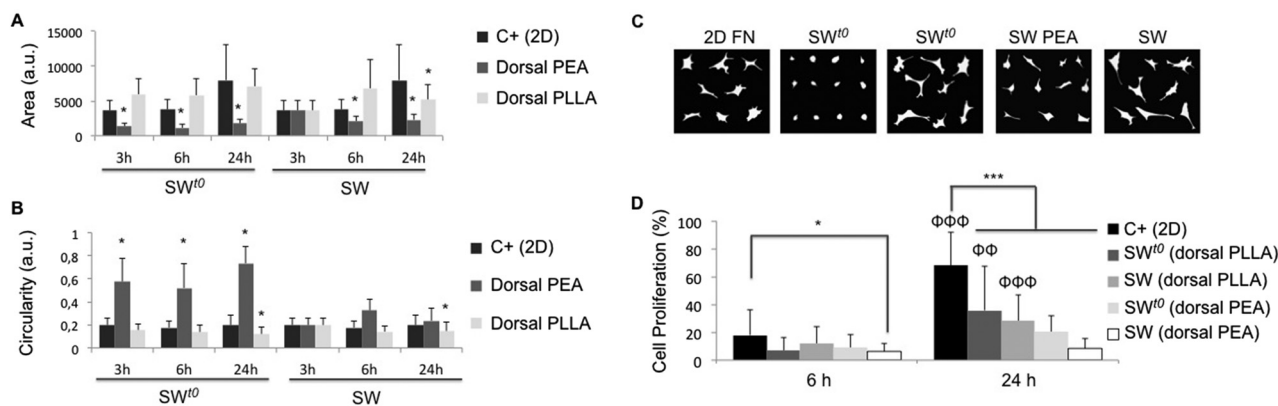 A
15000
10000
5000
0
Area (a.u.)
* * * * * *
3h 6h 24h 3h 6h 24h
SWt0 SW
C+ (2D)
Dorsal PEA
Dorsal PLLA
B
1
0,8
0,6
0,4
0,2
0
Circularity (a.u.)
* * * * *
3h 6h 24h 3h 6h 24h
SWt0 SW
C+ (2D)
Dorsal PEA
Dorsal PLLA
C
2D FN SWt0 SWt0 SW PEA SW
D
100
80
60
40
20
0
Cell Proliferation (%)
*
***
ΦΦΦ ΦΦ ΦΦΦ
6 h 24 h
C+ (2D)
SWt0 (dorsal PLLA)
SW (dorsal PLLA)
SWt0 (dorsal PEA)
SW (dorsal PEA)